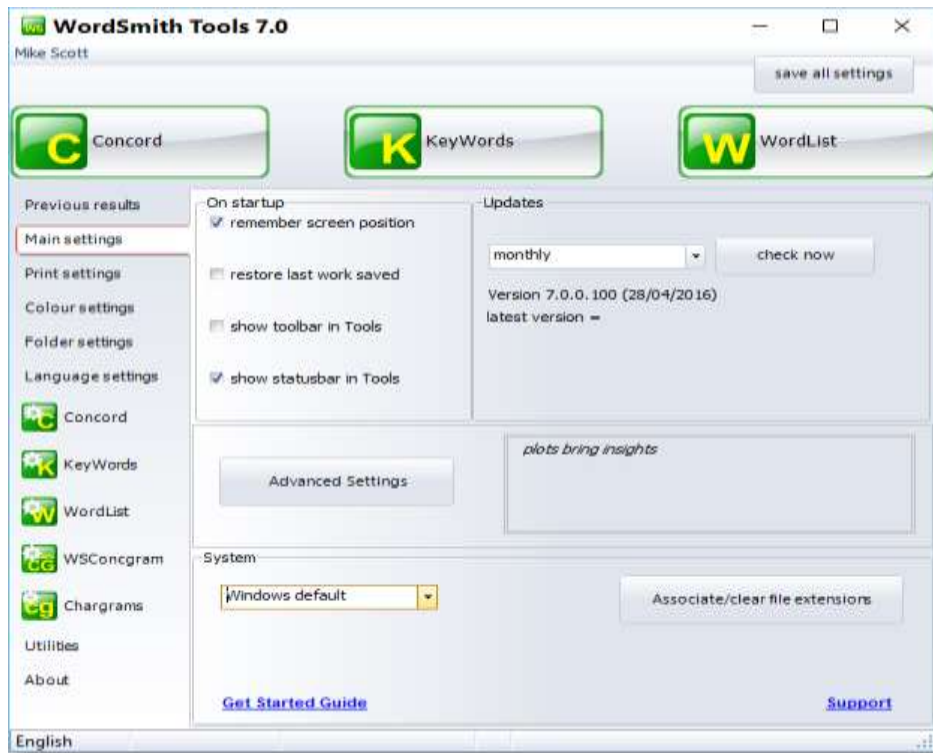 WordSmith Tools 7.0
Mike Scott
save all settings
C Concord
K KeyWords
W WordList
Previous results
Main settings
Print settings
Colour settings
Folder settings
Language settings
C Concord
K KeyWords
W WordList
CG WSConcgram
cg Chargrams
Utilities
About
On startup
remember screen position
restore last work saved
show toolbar in Tools
show statusbar in Tools
Updates
monthly
check now
Version 7.0.0.100 (28/04/2016)
latest version =
Advanced Settings
plots bring insights
System
Windows default
Associate/clear file extensions
Get Started Guide
Support
English